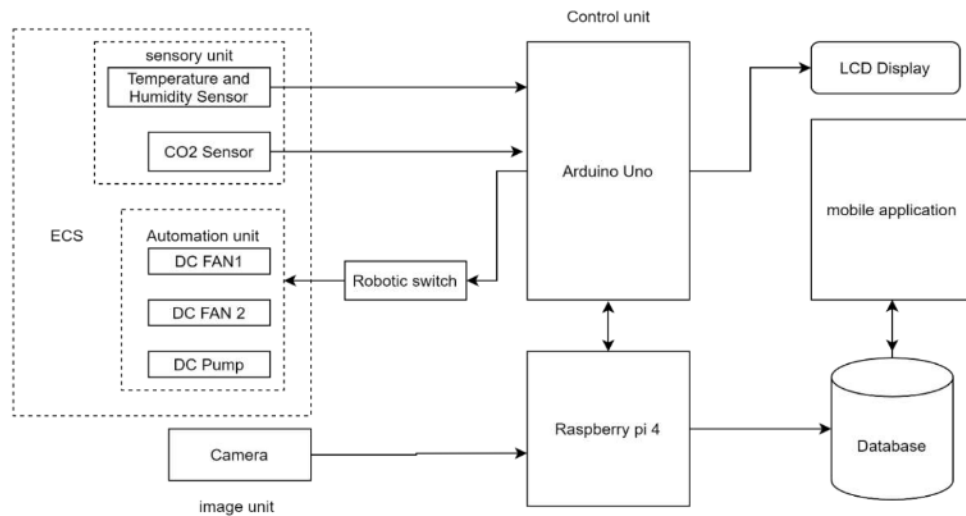 Control unit
sensory unit
Temperature and
Humidity Sensor
CO2 Sensor
LCD Display
Arduino Uno
mobile application
ECS
Automation unit
DC FAN1
DC FAN 2
DC Pump
Robotic switch
Raspberry pi 4
Database
Camera
image unit